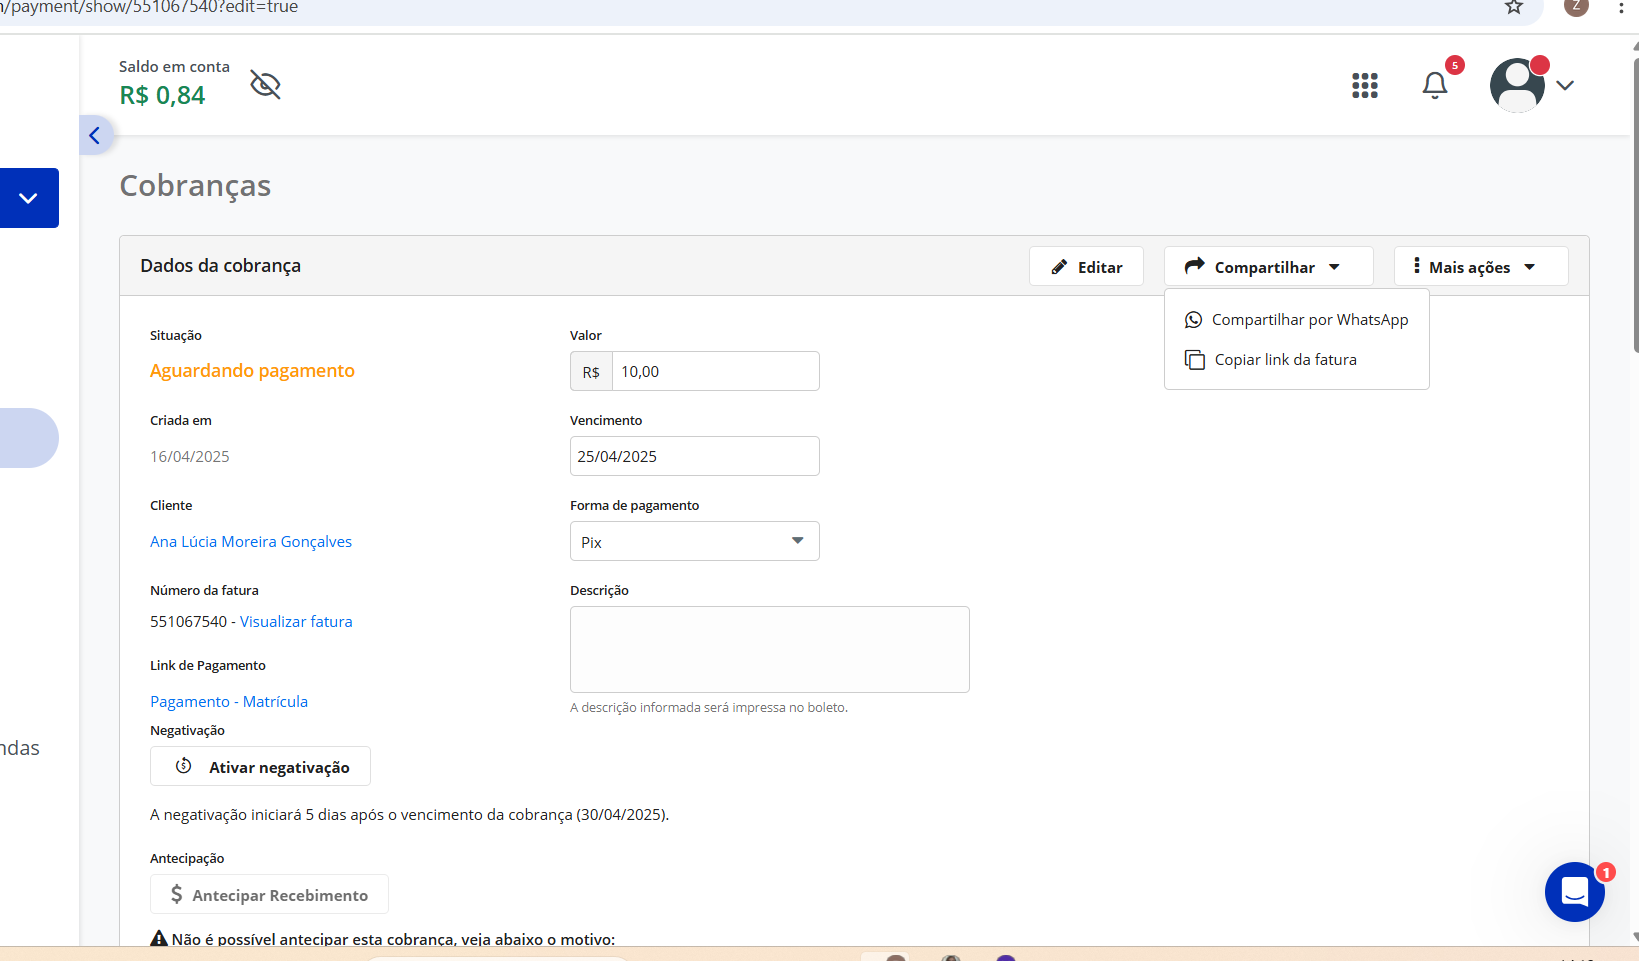 /payment/show/551067540?edit=true
Z
Saldo em conta
R$ 0,84
5
Cobranças
Dados da cobrança
Editar
Compartilhar
Mais ações
Compartilhar por WhatsApp
Copiar link da fatura
Situação
Aguardando pagamento
Valor
R$ 10,00
Criada em
16/04/2025
Vencimento
25/04/2025
Cliente
Ana Lúcia Moreira Gonçalves
Forma de pagamento
Pix
Número da fatura
551067540 - Visualizar fatura
Descrição
Link de Pagamento
Pagamento - Matrícula
A descrição informada será impressa no boleto.
Negativação
ndas
Ativar negativação
A negativação iniciará 5 dias após o vencimento da cobrança (30/04/2025).
Antecipação
$ Antecipar Recebimento
1
Não é possível antecipar esta cobrança, veja abaixo o motivo: